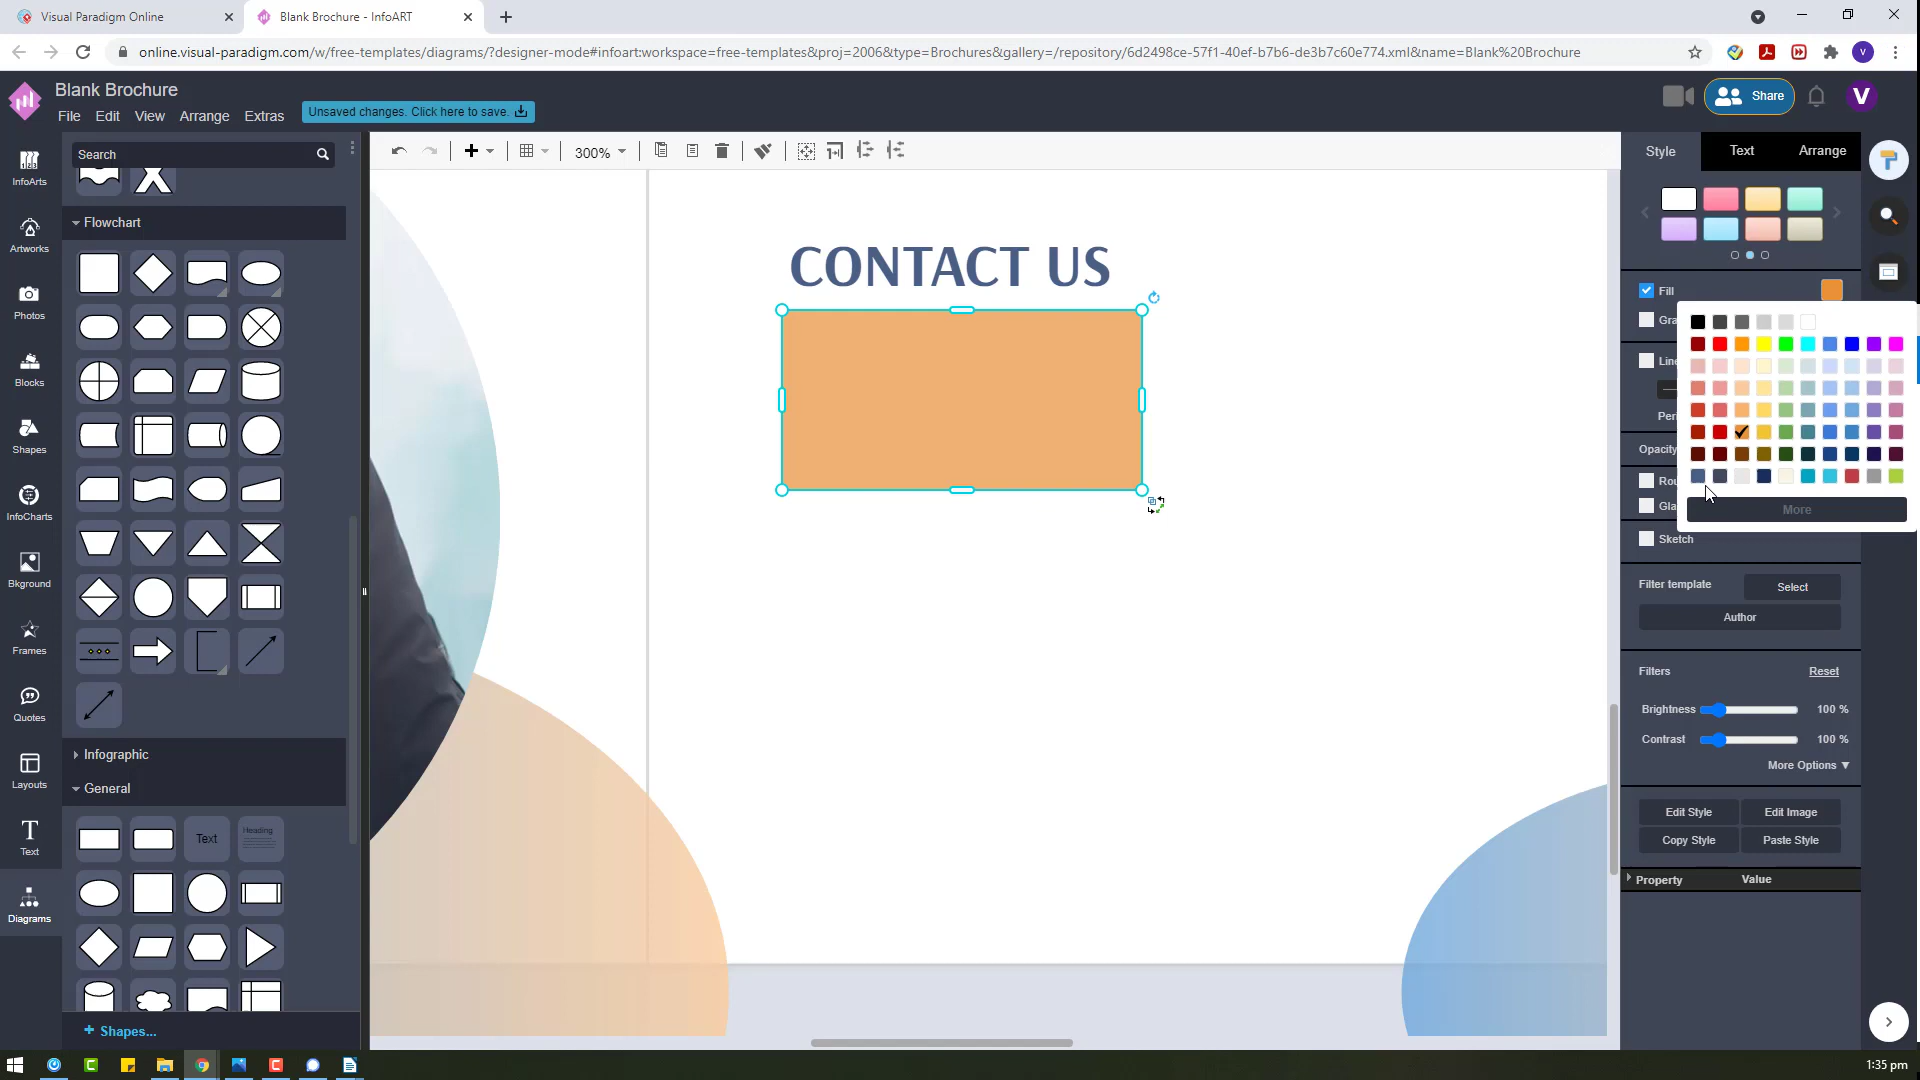 Visual Paradigm Online
Blank Brochure - InfoART
online.visual-paradigm.com/w/free-templates/diagrams/?designer-mode#infoart:workspace=free-templates&proj=2006&type=Brochures&gallery=/repository/6d2498ce-57f1-40ef-b7b6-de3b7c60e774.xml&name=Blank%20Brochure
V
Blank Brochure
File Edit View Arrange Extras
Unsaved changes. Click here to save.
Share
V
InfoArts
Artworks
Photos
Blocks
Shapes
InfoCharts
Bkground
Frames
Quotes
Layouts
Text
Diagrams
Search
Flowchart
Infographic
General
Text
Heading
+ Shapes...
300%
CONTACT US
Style Text Arrange
Fill
Gra
Line
Peri
Opacity
Rou
Gla
More
Sketch
Filter template Select
Author
Filters Reset
Brightness 100 %
Contrast 100 %
More Options ▼
Edit Style Edit Image
Copy Style Paste Style
Property Value
1:35 pm